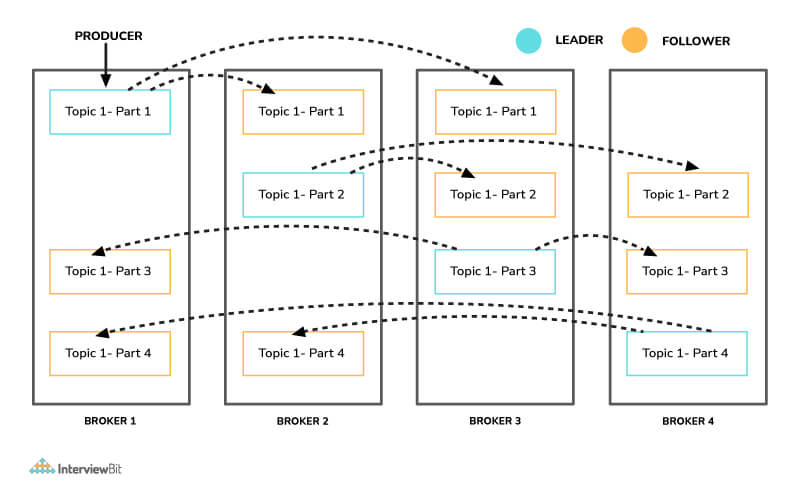 PRODUCER
LEADER
FOLLOWER
Topic 1- Part 1
Topic 1- Part 1
Topic 1- Part 1
Topic 1- Part 2
Topic 1- Part 2
Topic 1- Part 2
Topic 1- Part 3
Topic 1- Part 3
Topic 1- Part 3
Topic 1- Part 4
Topic 1- Part 4
Topic 1- Part 4
BROKER 1
BROKER 2
BROKER 3
BROKER 4
InterviewBit